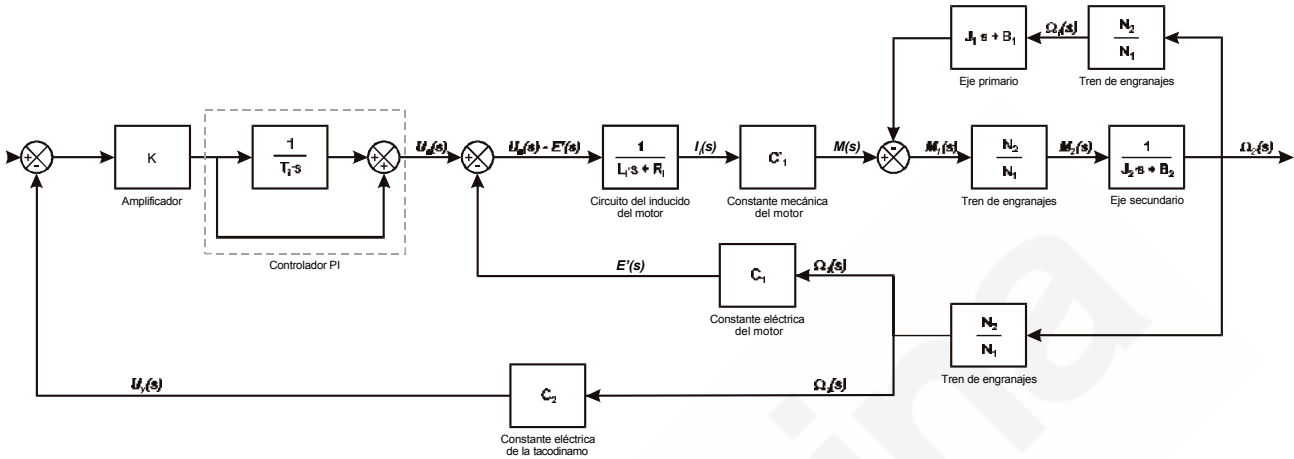 J₁·s + B₁
Eje primario
Ω₁(s)
N₂
N₁
Tren de engranajes
K
Amplificador
1
Tᵢ·s
Controlador PI
Uₐ(s)
Uₐ(s) - E'(s)
1
Lᵢ·s + Rᵢ
Circuito del inducido
del motor
Iᵢ(s)
C'₁
Constante mecánica
del motor
M(s)
M₁(s)
N₂
N₁
Tren de engranajes
M₂(s)
1
J₂·s + B₂
Eje secundario
Ω₂(s)
E'(s)
C₁
Constante eléctrica
del motor
N₂
N₁
Tren de engranajes
C₂
Constante eléctrica
de la tacodinamo
ina